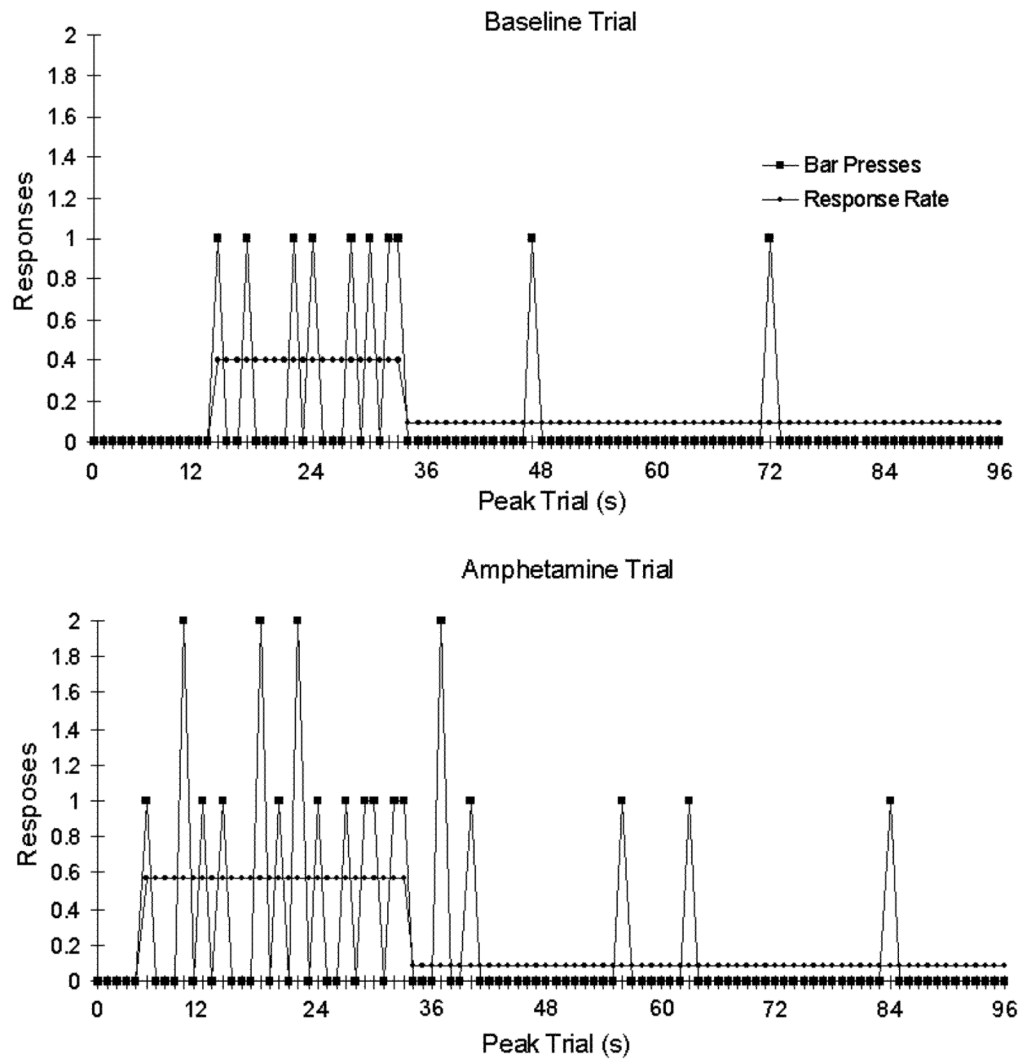 Baseline Trial
2
1.8
1.6
1.4
1.2
1
0.8
0.6
0.4
0.2
0
Responses
Bar Presses
Response Rate
0 12 24 36 48 60 72 84 96
Peak Trial (s)
Amphetamine Trial
2
1.8
1.6
1.4
1.2
1
0.8
0.6
0.4
0.2
0
Resposes
0 12 24 36 48 60 72 84 96
Peak Trial (s)